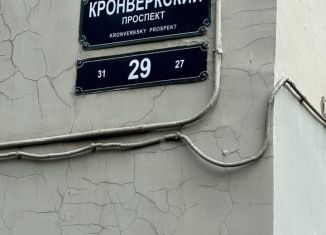 КРОНВЕРКСКИЙ
ПРОСПЕКТ
KRONVERKSKY PROSPEKT
31 29 27